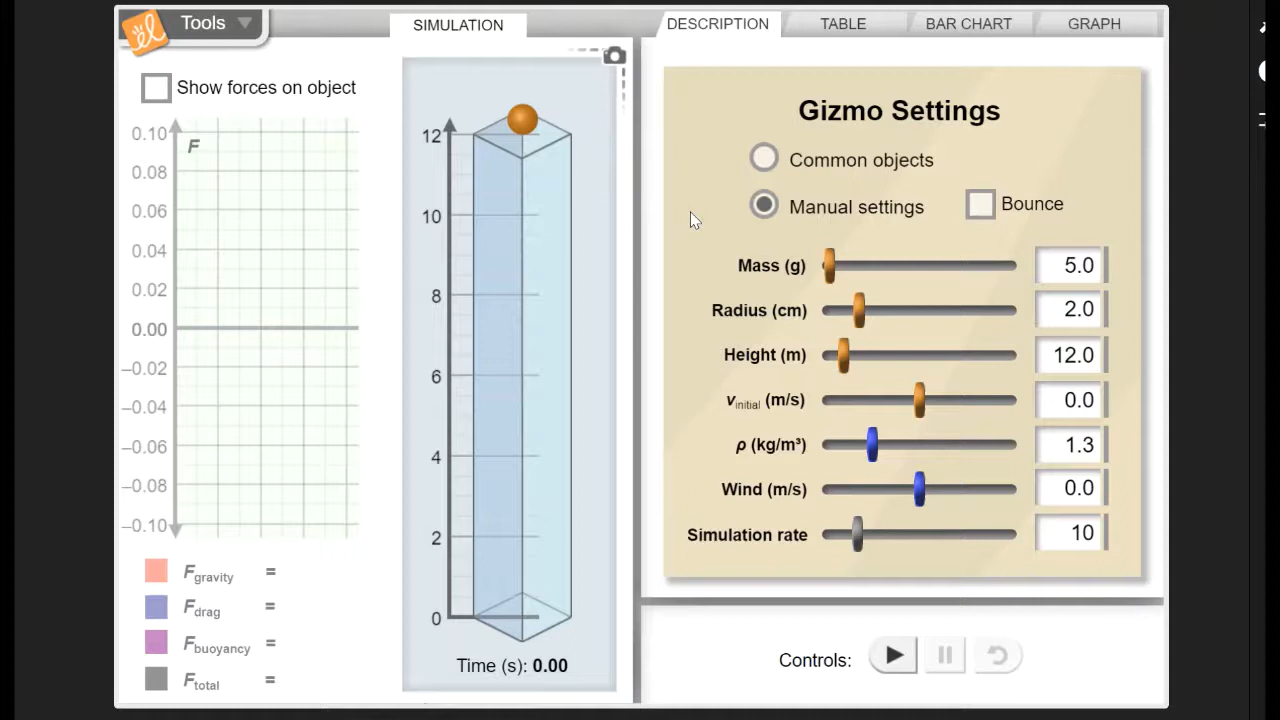 Tools
SIMULATION
DESCRIPTION
TABLE
BAR CHART
GRAPH
Show forces on object
0.10
F
0.08
0.06
0.04
0.02
0.00
−0.02
−0.04
−0.06
−0.08
−0.10
Fgravity =
Fdrag =
Fbuoyancy =
Ftotal =
12
10
8
6
4
2
0
Time (s): 0.00
Gizmo Settings
Common objects
Manual settings
Bounce
Mass (g) 5.0
Radius (cm) 2.0
Height (m) 12.0
vinitial (m/s) 0.0
ρ (kg/m³) 1.3
Wind (m/s) 0.0
Simulation rate 10
Controls: